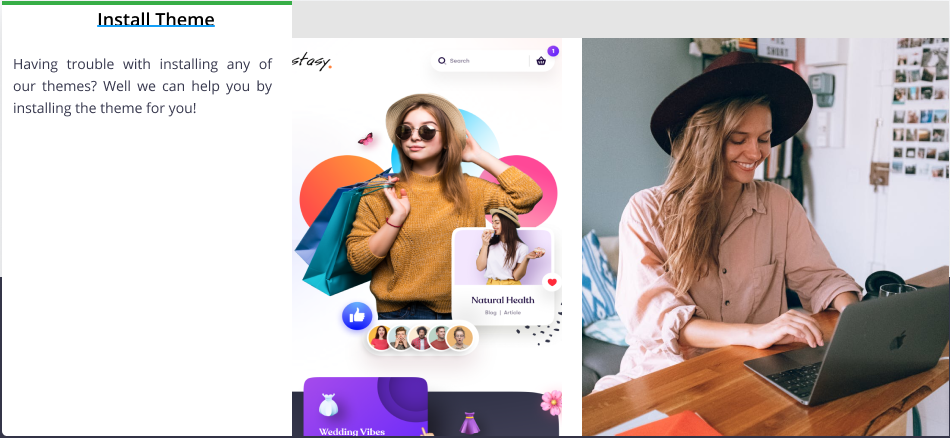 Install Theme
Having trouble with installing any of
our themes? Well we can help you by
installing the theme for you!
stasy.
Search
1
Natural Health
Blog | Article
Wedding Vibes
SHORT